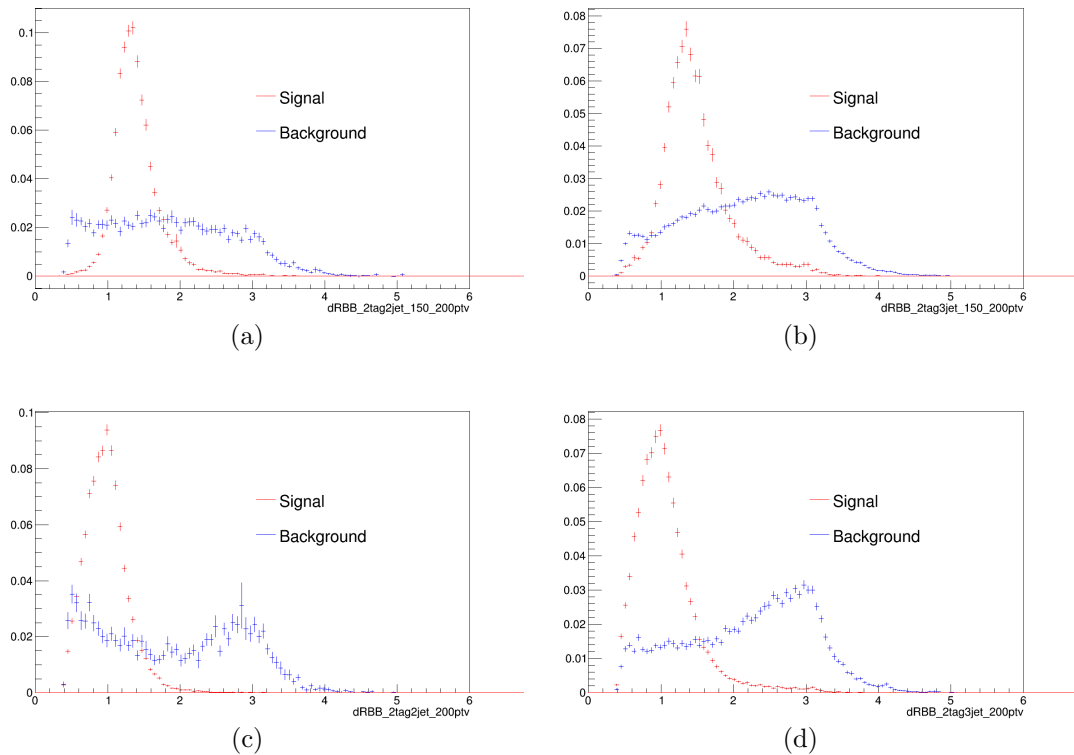 0.1
0.08
0.06
0.04
0.02
0
0 1 2 3 4 5 6
dRBB_2tag2jet_150_200ptv
Signal
Background
(a)
0.08
0.07
0.06
0.05
0.04
0.03
0.02
0.01
0
0 1 2 3 4 5 6
dRBB_2tag3jet_150_200ptv
Signal
Background
(b)
0.1
0.08
0.06
0.04
0.02
0
0 1 2 3 4 5 6
dRBB_2tag2jet_200ptv
Signal
Background
(c)
0.08
0.07
0.06
0.05
0.04
0.03
0.02
0.01
0
0 1 2 3 4 5 6
dRBB_2tag3jet_200ptv
Signal
Background
(d)